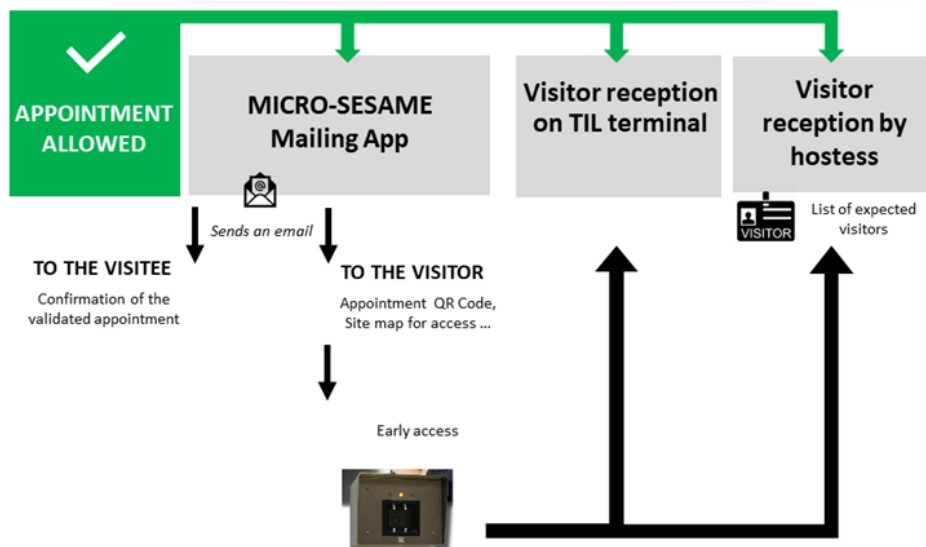 APPOINTMENT
ALLOWED
MICRO-SESAME
Mailing App
Visitor reception
on TIL terminal
Visitor
reception by
hostess
@
VISITOR
List of expected
visitors
Sends an email
TO THE VISITEE
Confirmation of the
validated appointment
TO THE VISITOR
Appointment QR Code,
Site map for access ...
Early access